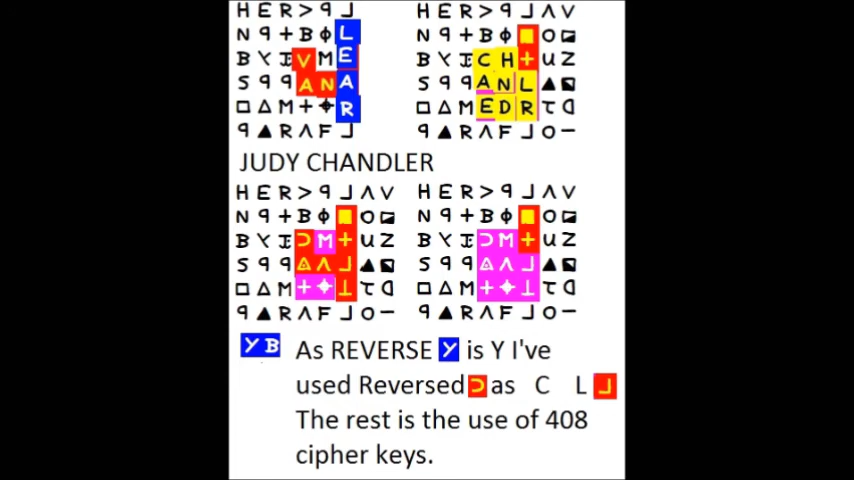 H E R > ꟼ ⅃
N ꟼ + B ϕ L
B Y I V M E
S ꟼ ꟼ A N A
□ △ M + ⌖ R
ꟼ ▲ R Λ F ⅃
H E R > ꟼ ⅃ Λ V
N ꟼ + B ϕ ■ O ◪
B Y I C H + U Z
S ꟼ ꟼ A N L ▲ ⬔
□ △ M E D R τ ᗡ
ꟼ ▲ R Λ F ⅃ O −
JUDY CHANDLER
H E R > ꟼ ⅃ Λ V
N ꟼ + B ϕ ■ O ◪
B Y I Ɔ M + U Z
S ꟼ ꟼ ◬ Λ ⅃ ▲ ⬔
□ △ M + ⌖ ⊥ τ ᗡ
ꟼ ▲ R Λ F ⅃ O −
H E R > ꟼ ⅃ Λ V
N ꟼ + B ϕ ■ O ◪
B Y I Ɔ M + U Z
S ꟼ ꟼ ◬ Λ ⅃ ▲ ⬔
□ △ M + ⌖ ⊥ τ ᗡ
ꟼ ▲ R Λ F ⅃ O −
Y B As REVERSE Y is Y I've
used Reversed Ɔ as C L ⅃
The rest is the use of 408
cipher keys.